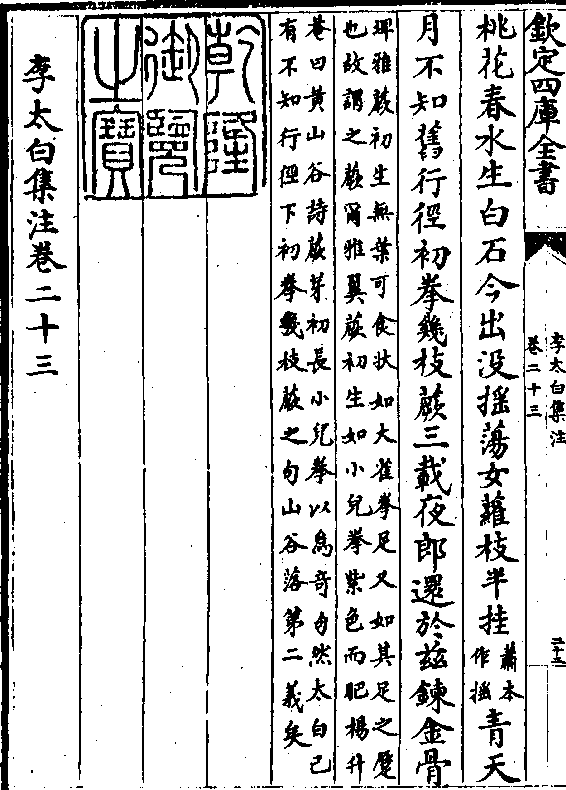 欽定四庫全書
李太白集注
卷二十三
桃花春水生白石今出没揺蕩女蘿枝半挂蕭本作揺青天
月不知舊行徑初拳幾枝蕨三載夜郎還於兹鍊金骨
埤雅蕨初生無葉可食狀如大雀拳足又如其足之蹷
也故謂之蕨爾雅翼蕨初生如小兒拳紫色而肥楊升
菴曰黄山谷詩蕨芽初長小兒拳以為奇句然太白已
有不知行徑下初拳幾枝蕨之句山谷落第二義矣
乾隆
御覽
之寶
李太白集注卷二十三